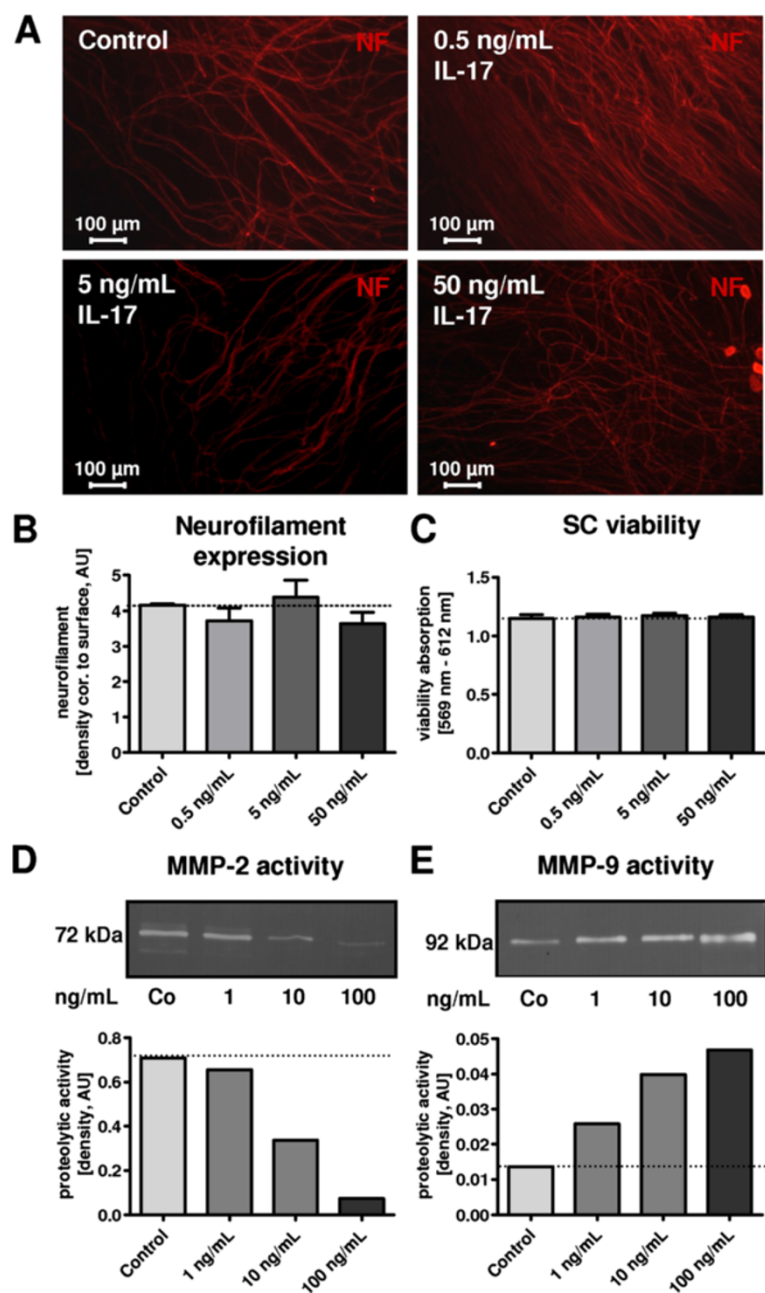 A
Control
NF
100 µm
0.5 ng/mL
IL-17
NF
100 µm
5 ng/mL
IL-17
NF
100 µm
50 ng/mL
IL-17
NF
100 µm
B
Neurofilament
expression
neurofilament
[density cor. to surface, AU]
5
4
3
2
1
0
Control
0.5 ng/mL
5 ng/mL
50 ng/mL
C
SC viability
viability absorption
[569 nm - 612 nm]
1.5
1.0
0.5
0.0
Control
0.5 ng/mL
5 ng/mL
50 ng/mL
D
MMP-2 activity
72 kDa
ng/mL Co 1 10 100
proteolytic activity
[density, AU]
0.8
0.6
0.4
0.2
0.0
Control
1 ng/mL
10 ng/mL
100 ng/mL
E
MMP-9 activity
92 kDa
ng/mL Co 1 10 100
proteolytic activity
[density, AU]
0.05
0.04
0.03
0.02
0.01
0.00
Control
1 ng/mL
10 ng/mL
100 ng/mL